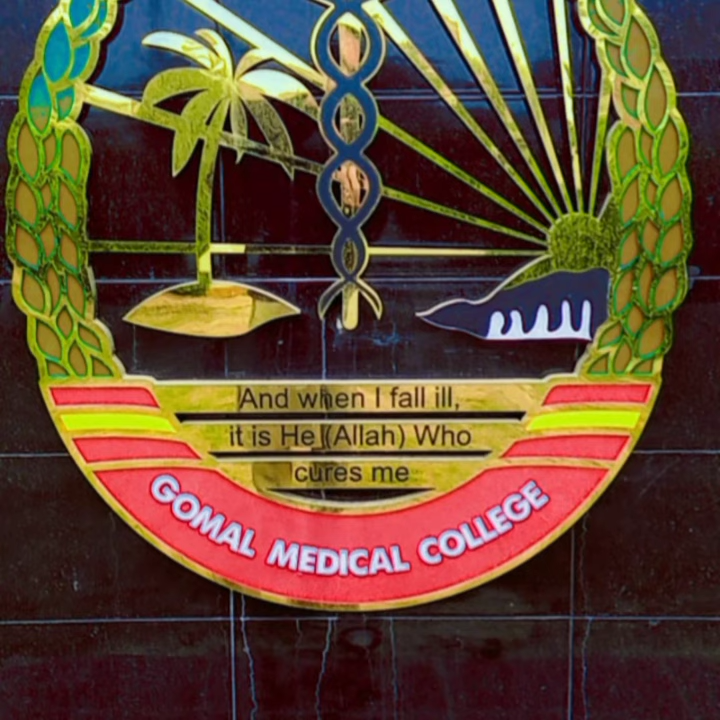 And when I fall ill,
it is He (Allah) Who
cures me
GOMAL MEDICAL COLLEGE